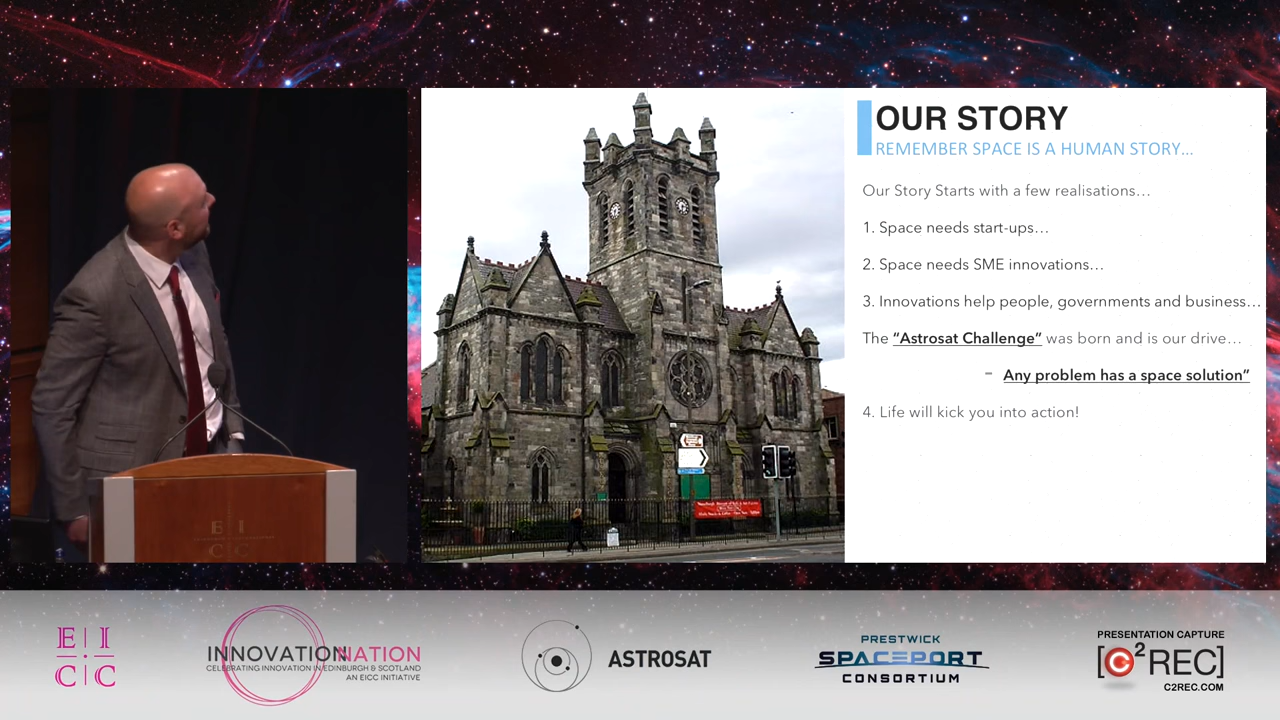 OUR STORY
REMEMBER SPACE IS A HUMAN STORY...
Our Story Starts with a few realisations…
1. Space needs start-ups…
2. Space needs SME innovations…
3. Innovations help people, governments and business…
The “Astrosat Challenge” was born and is our drive…
– Any problem has a space solution”
4. Life will kick you into action!
E I
C C
E I
C C
INNOVATIONNATION
CELEBRATING INNOVATION IN EDINBURGH & SCOTLAND
AN EICC INITIATIVE
ASTROSAT
PRESTWICK
SPACEPORT
CONSORTIUM
PRESENTATION CAPTURE
[C2REC]
C2REC.COM